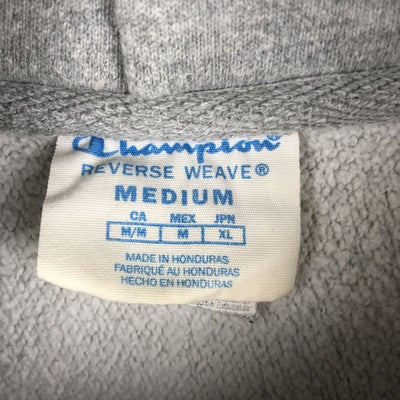 Champion
REVERSE WEAVE®
MEDIUM
CA MEX JPN
M/M M XL
MADE IN HONDURAS
FABRIQUÉ AU HONDURAS
HECHO EN HONDURAS